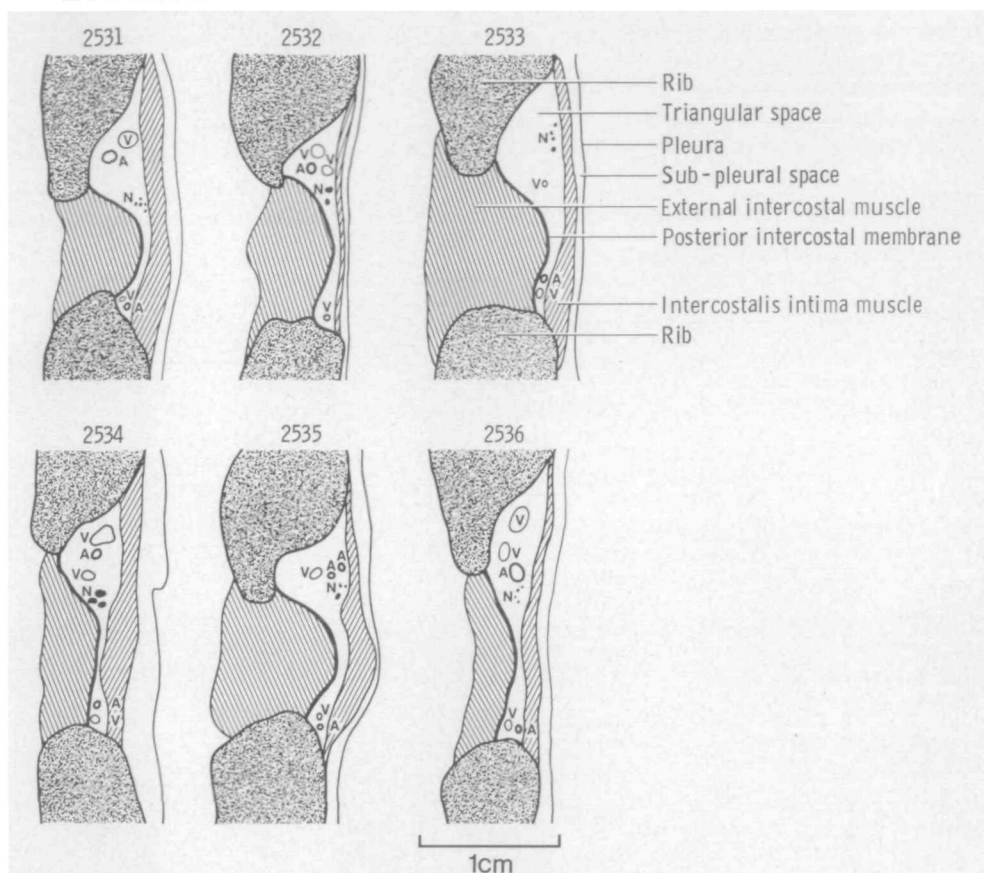 2531
2532
2533
V
A
N
V
A
V
V
A
N
V
N
V
A
V
Rib
Triangular space
Pleura
Sub-pleural space
External intercostal muscle
Posterior intercostal membrane
Intercostalis intima muscle
Rib
2534
2535
2536
V
A
V
N
A
V
A
V A
N
V
A
V
V
A
N
V
A
1cm